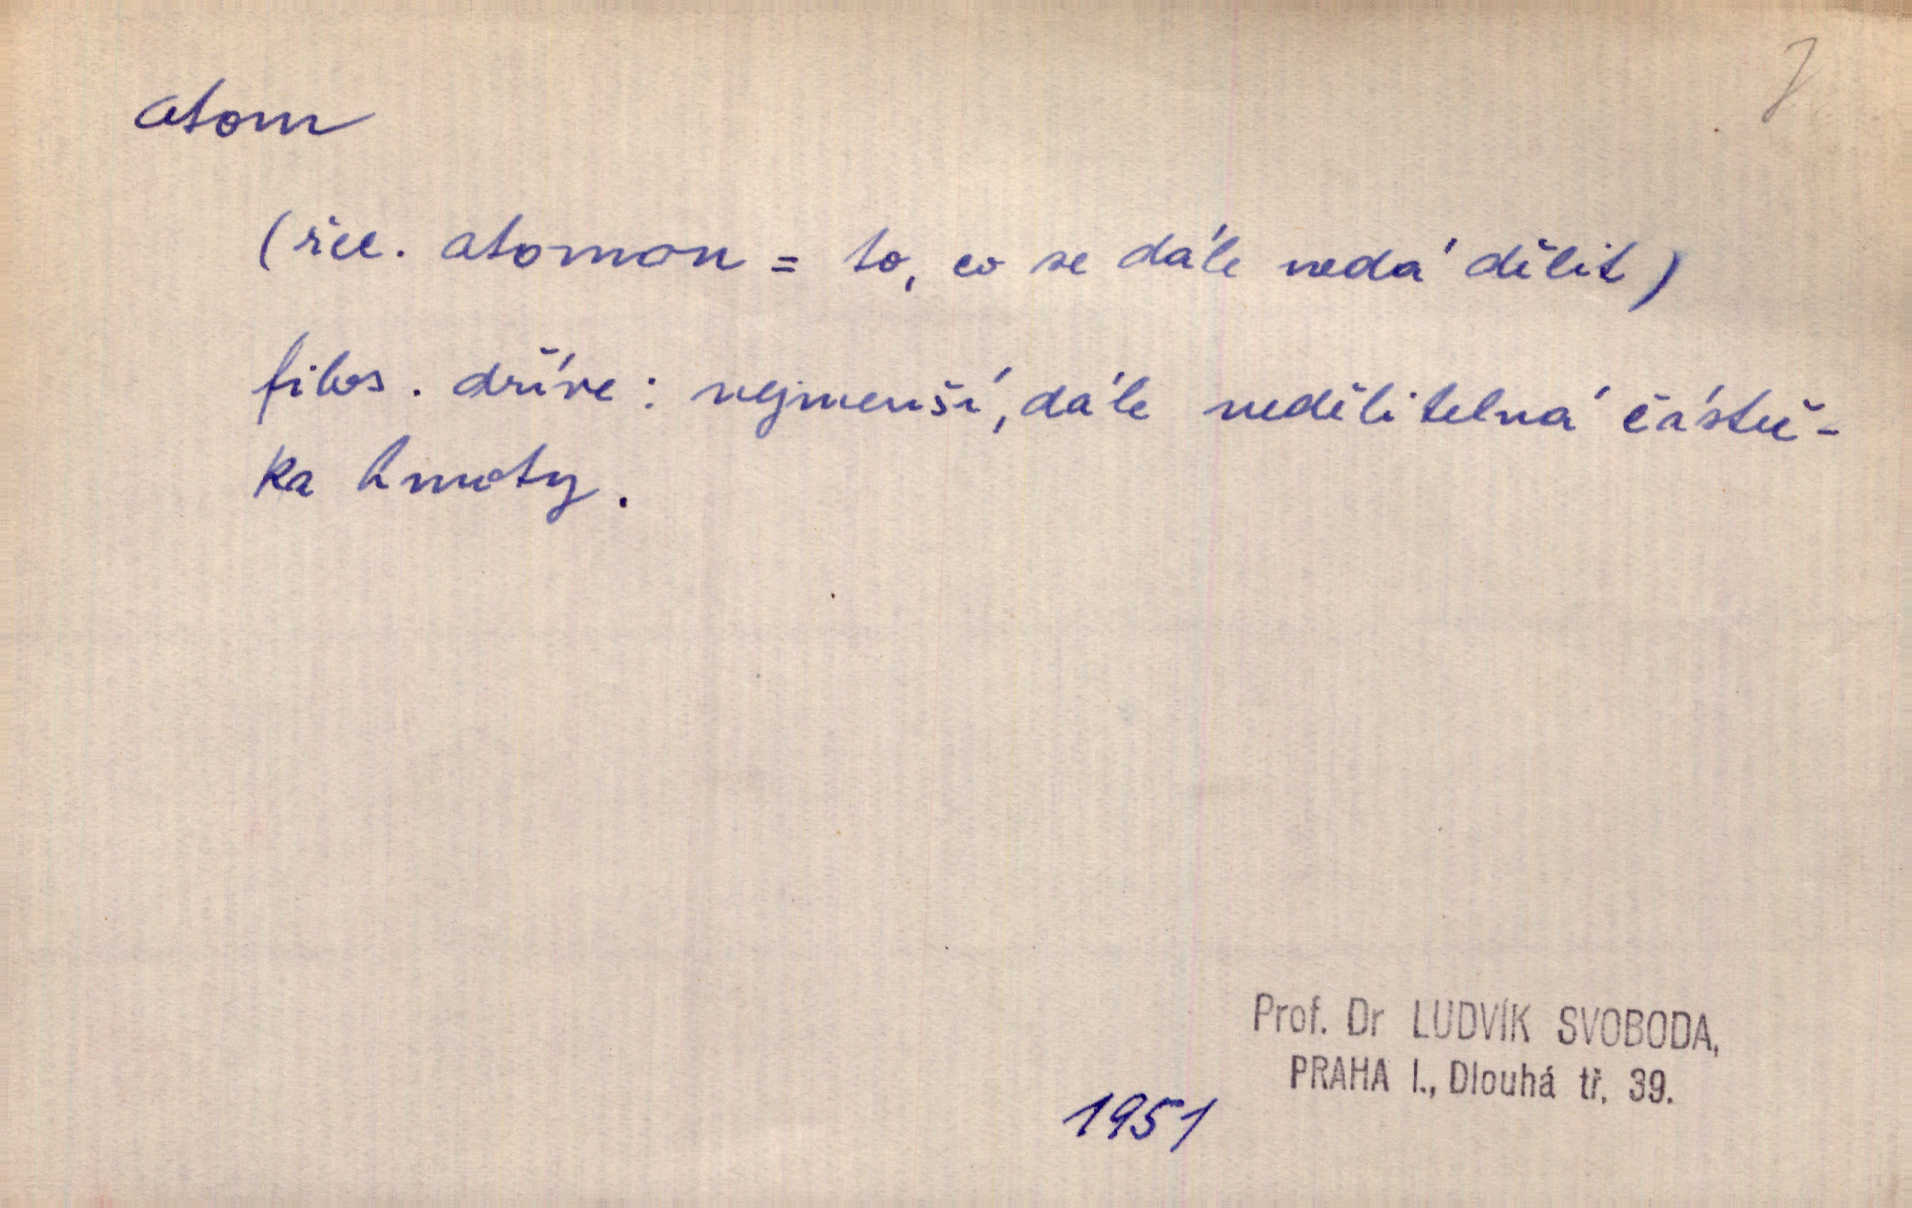 atom
(řec. atomon = to, co se dále nedá dělit)
filos. dříve: nejmenší, dále nedělitelná částeč-
ka hmoty.
Prof. Dr LUDVÍK SVOBODA,
PRAHA I., Dlouhá tř. 39.
1951